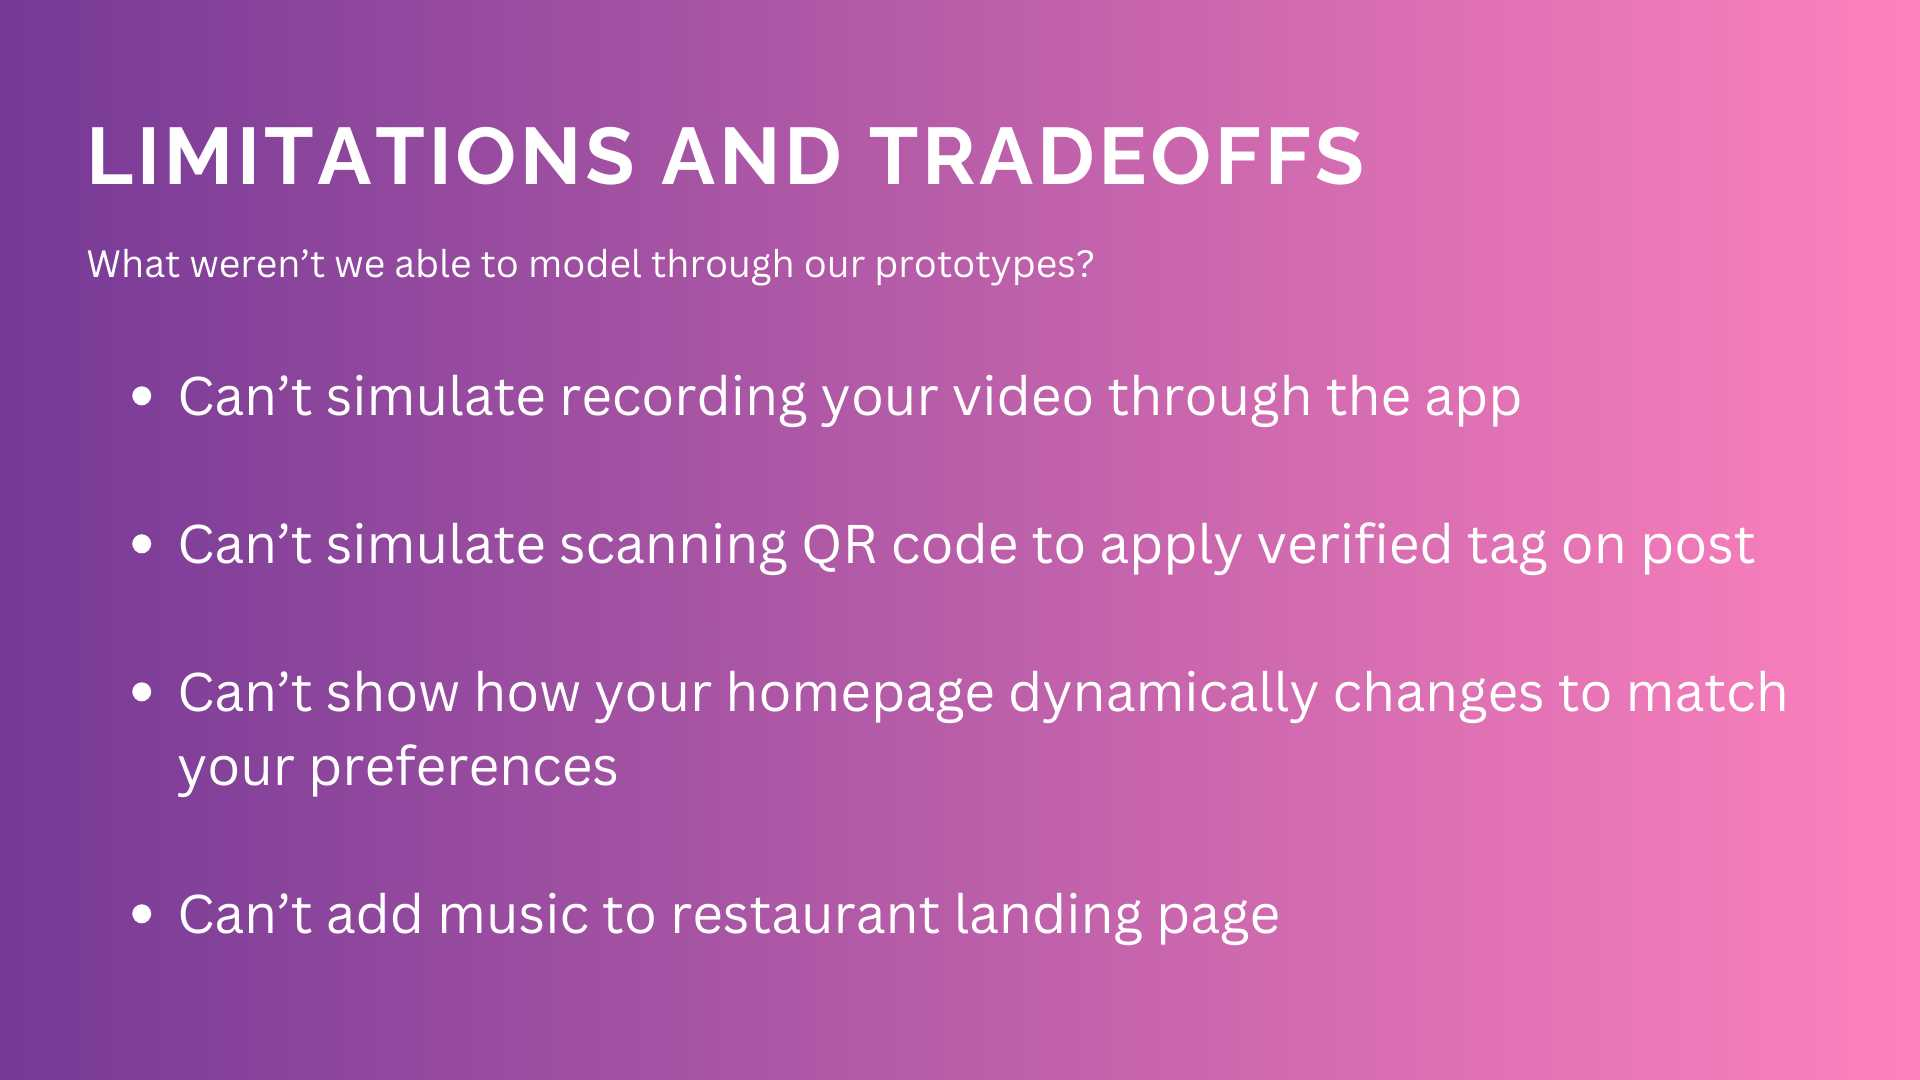 LIMITATIONS AND TRADEOFFS
What weren’t we able to model through our prototypes?
• Can’t simulate recording your video through the app
• Can’t simulate scanning QR code to apply verified tag on post
• Can’t show how your homepage dynamically changes to match
your preferences
• Can’t add music to restaurant landing page